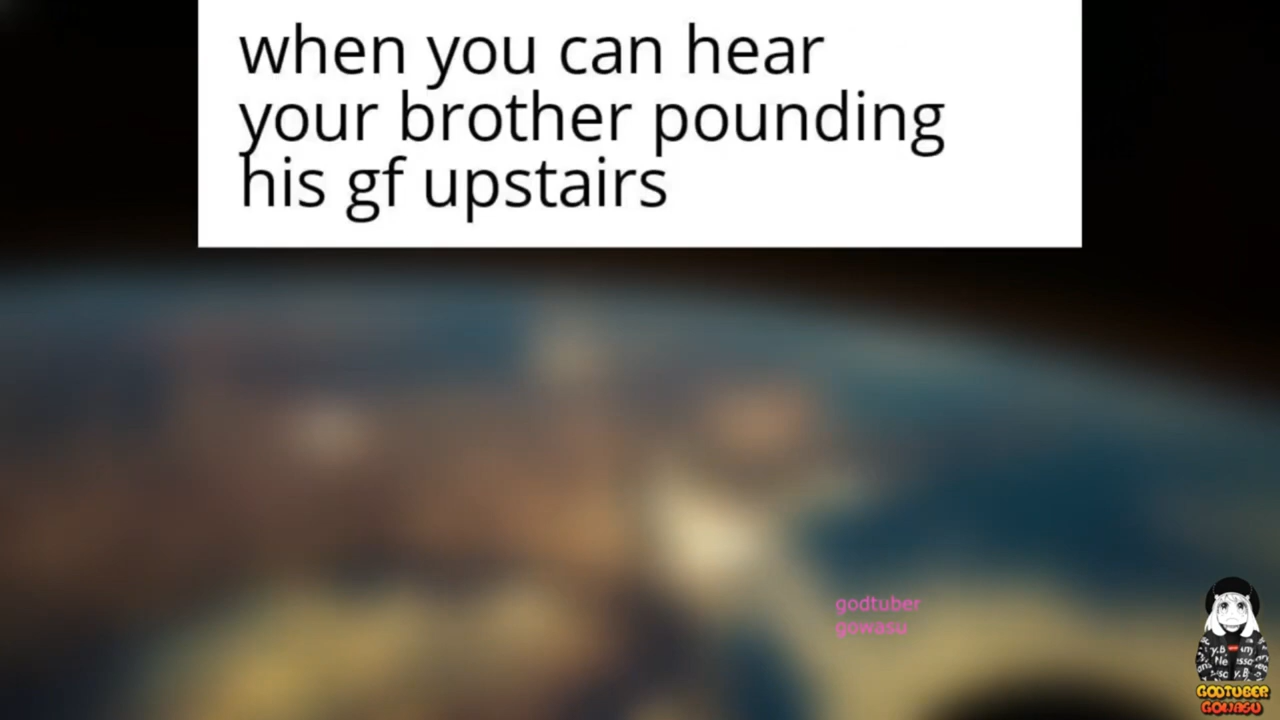 when you can hear
your brother pounding
his gf upstairs
godtuber
gowasu
GODTUBER
GOWASU